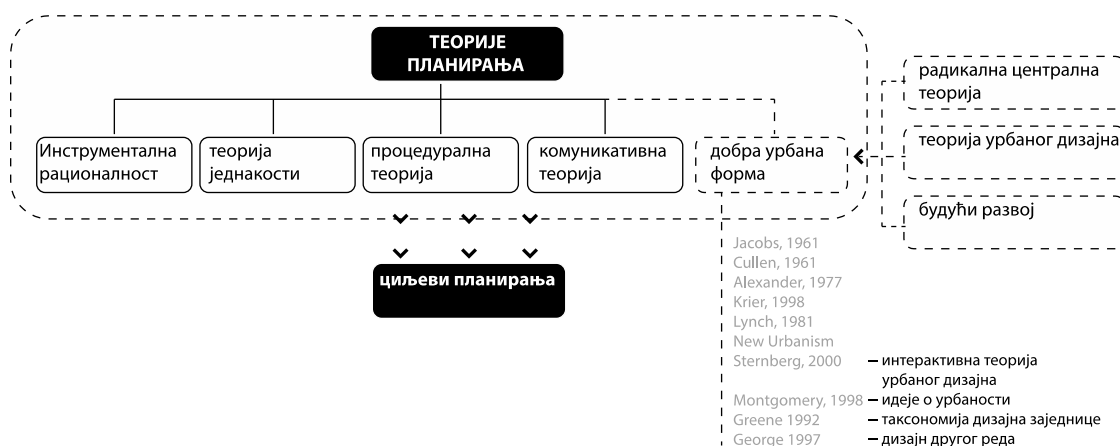 ТЕОРИЈЕ
ПЛАНИРАЊА
Инструментална
рационалност
теорија
једнакости
процедурална
теорија
комуникативна
теорија
добра урбана
форма
радикална централна
теорија
теорија урбаног дизајна
будући развој
циљеви планирања
Jacobs, 1961
Cullen, 1961
Alexander, 1977
Krier, 1998
Lynch, 1981
New Urbanism
Sternberg, 2000 – интерактивна теорија
урбаног дизајна
Montgomery, 1998 – идеје о урбаности
Greene 1992 – таксономија дизајна заједнице
George 1997 – дизајн другог реда